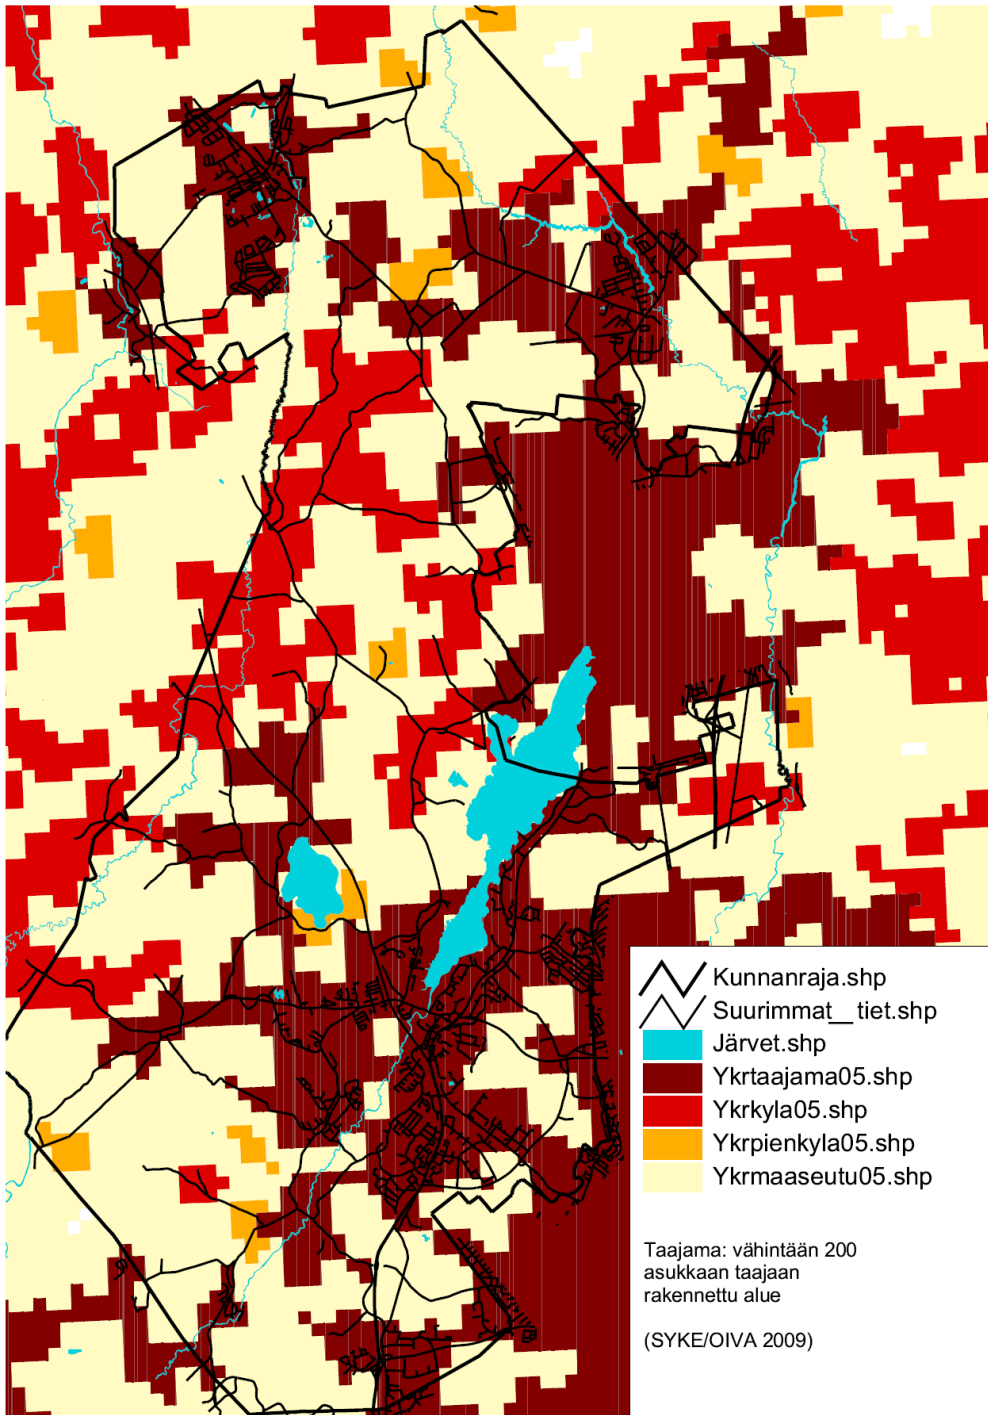 Kunnanraja.shp
Suurimmat__tiet.shp
Järvet.shp
Ykrtaajama05.shp
Ykrkyla05.shp
Ykrpienkyla05.shp
Ykrmaaseutu05.shp
Taajama: vähintään 200
asukkaan taajaan
rakennettu alue
(SYKE/OIVA 2009)